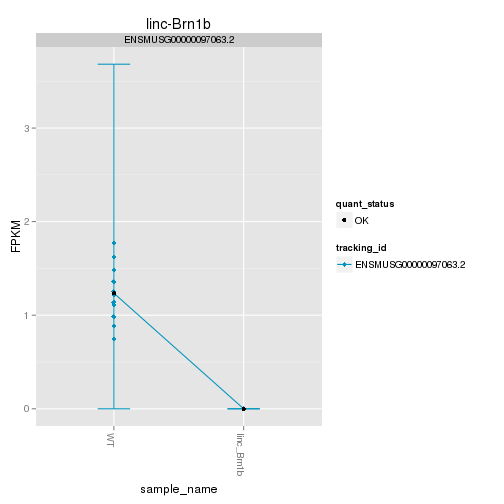 linc-Brn1b
ENSMUSG00000097063.2
FPKM
3
2
1
0
WT
linc_Brn1b
sample_name
quant_status
OK
tracking_id
ENSMUSG00000097063.2